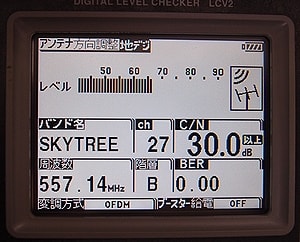 DIGITAL LEVEL CHECKER LCV2
アンテナ方向調整 地デジ
50 60 70 80 90
レベル
バンド名 ch C/N
SKYTREE 27 30.0 以上 dB
周波数 階層 BER
557.14 MHz B 0.00
変調方式 OFDM ブースター給電 OFF